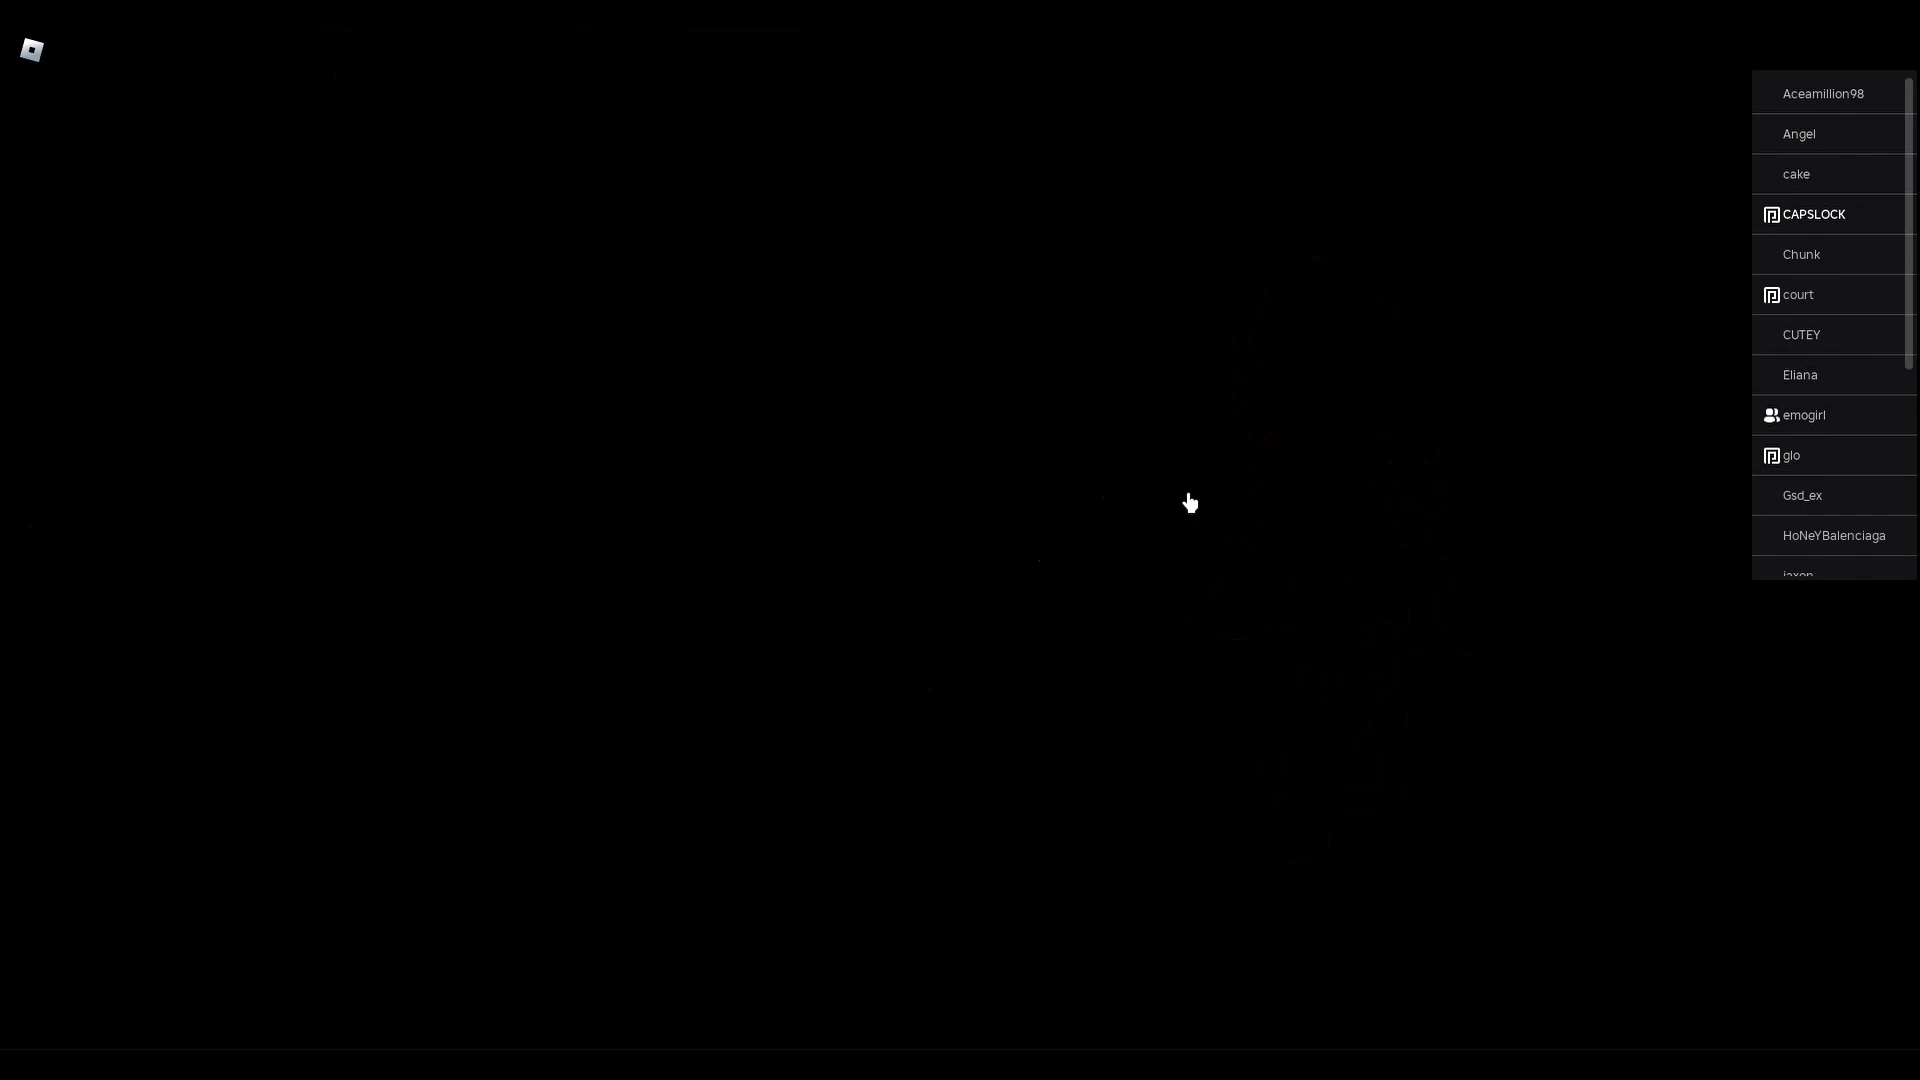 Aceamillion98
Angel
cake
CAPSLOCK
Chunk
court
CUTEY
Eliana
emogirl
glo
Gsd_ex
HoNeYBalenciaga